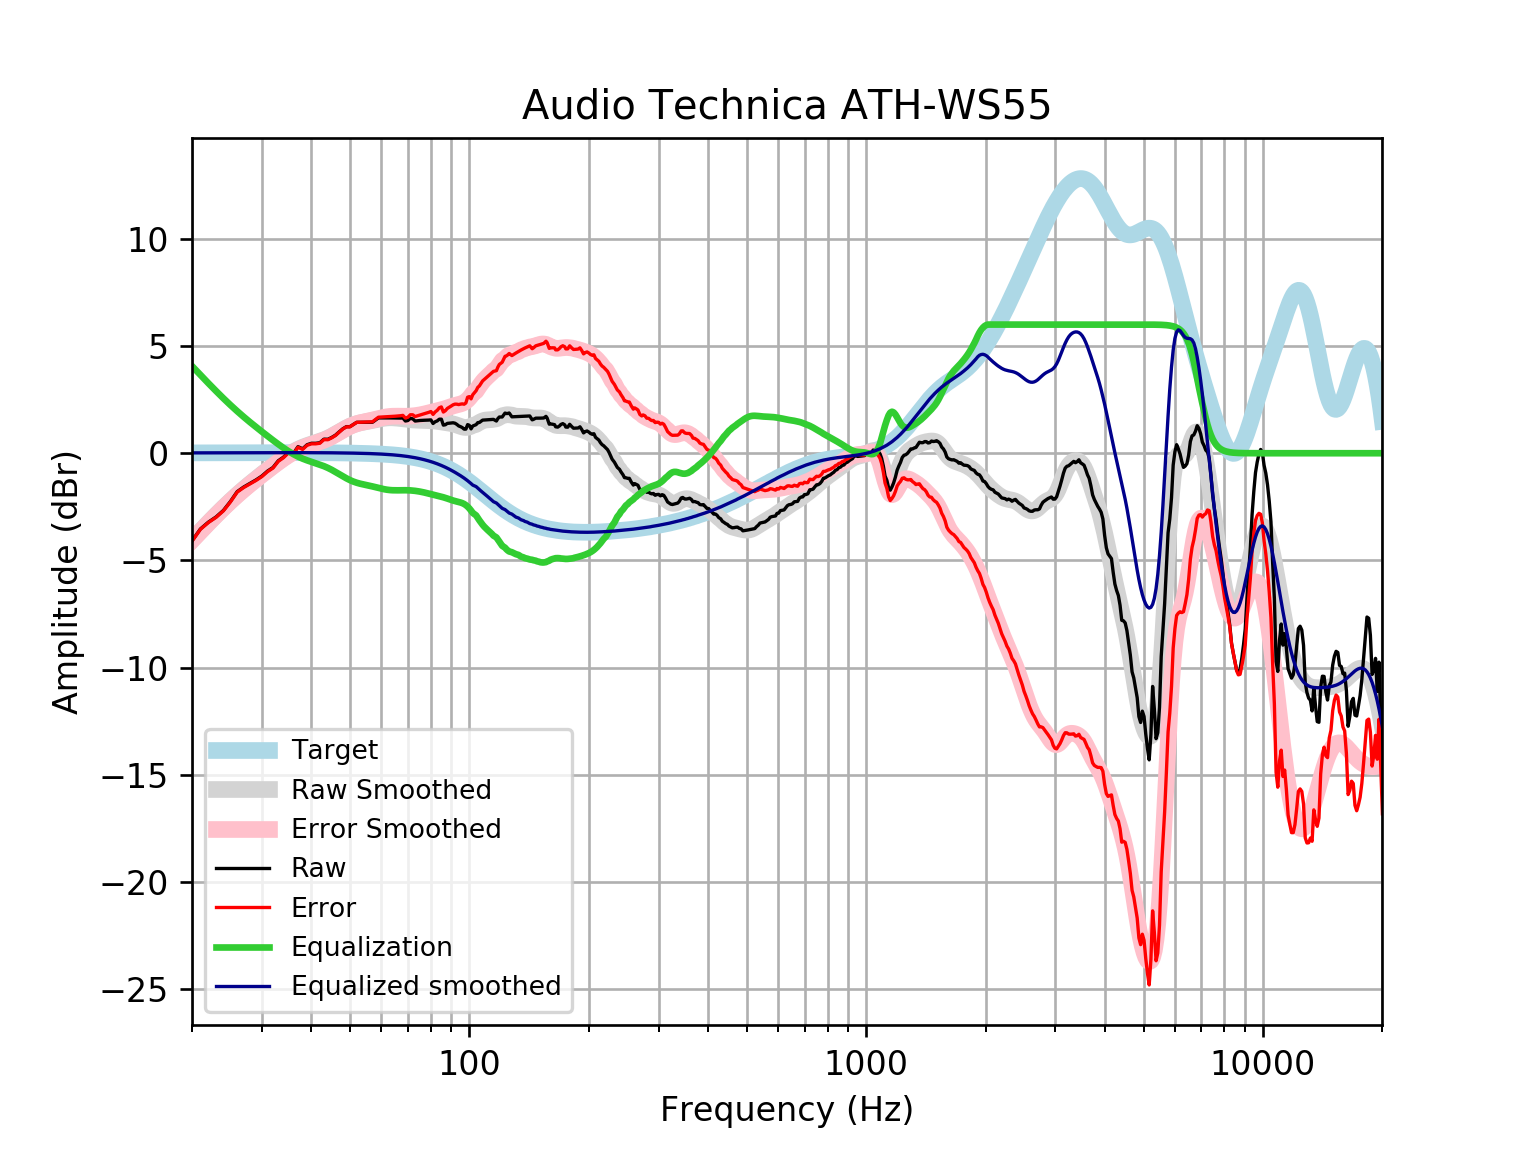 Audio Technica ATH-WS55
Amplitude (dBr)
10
5
0
−5
−10
−15
−20
−25
Target
Raw Smoothed
Error Smoothed
Raw
Error
Equalization
Equalized smoothed
100 1000 10000
Frequency (Hz)